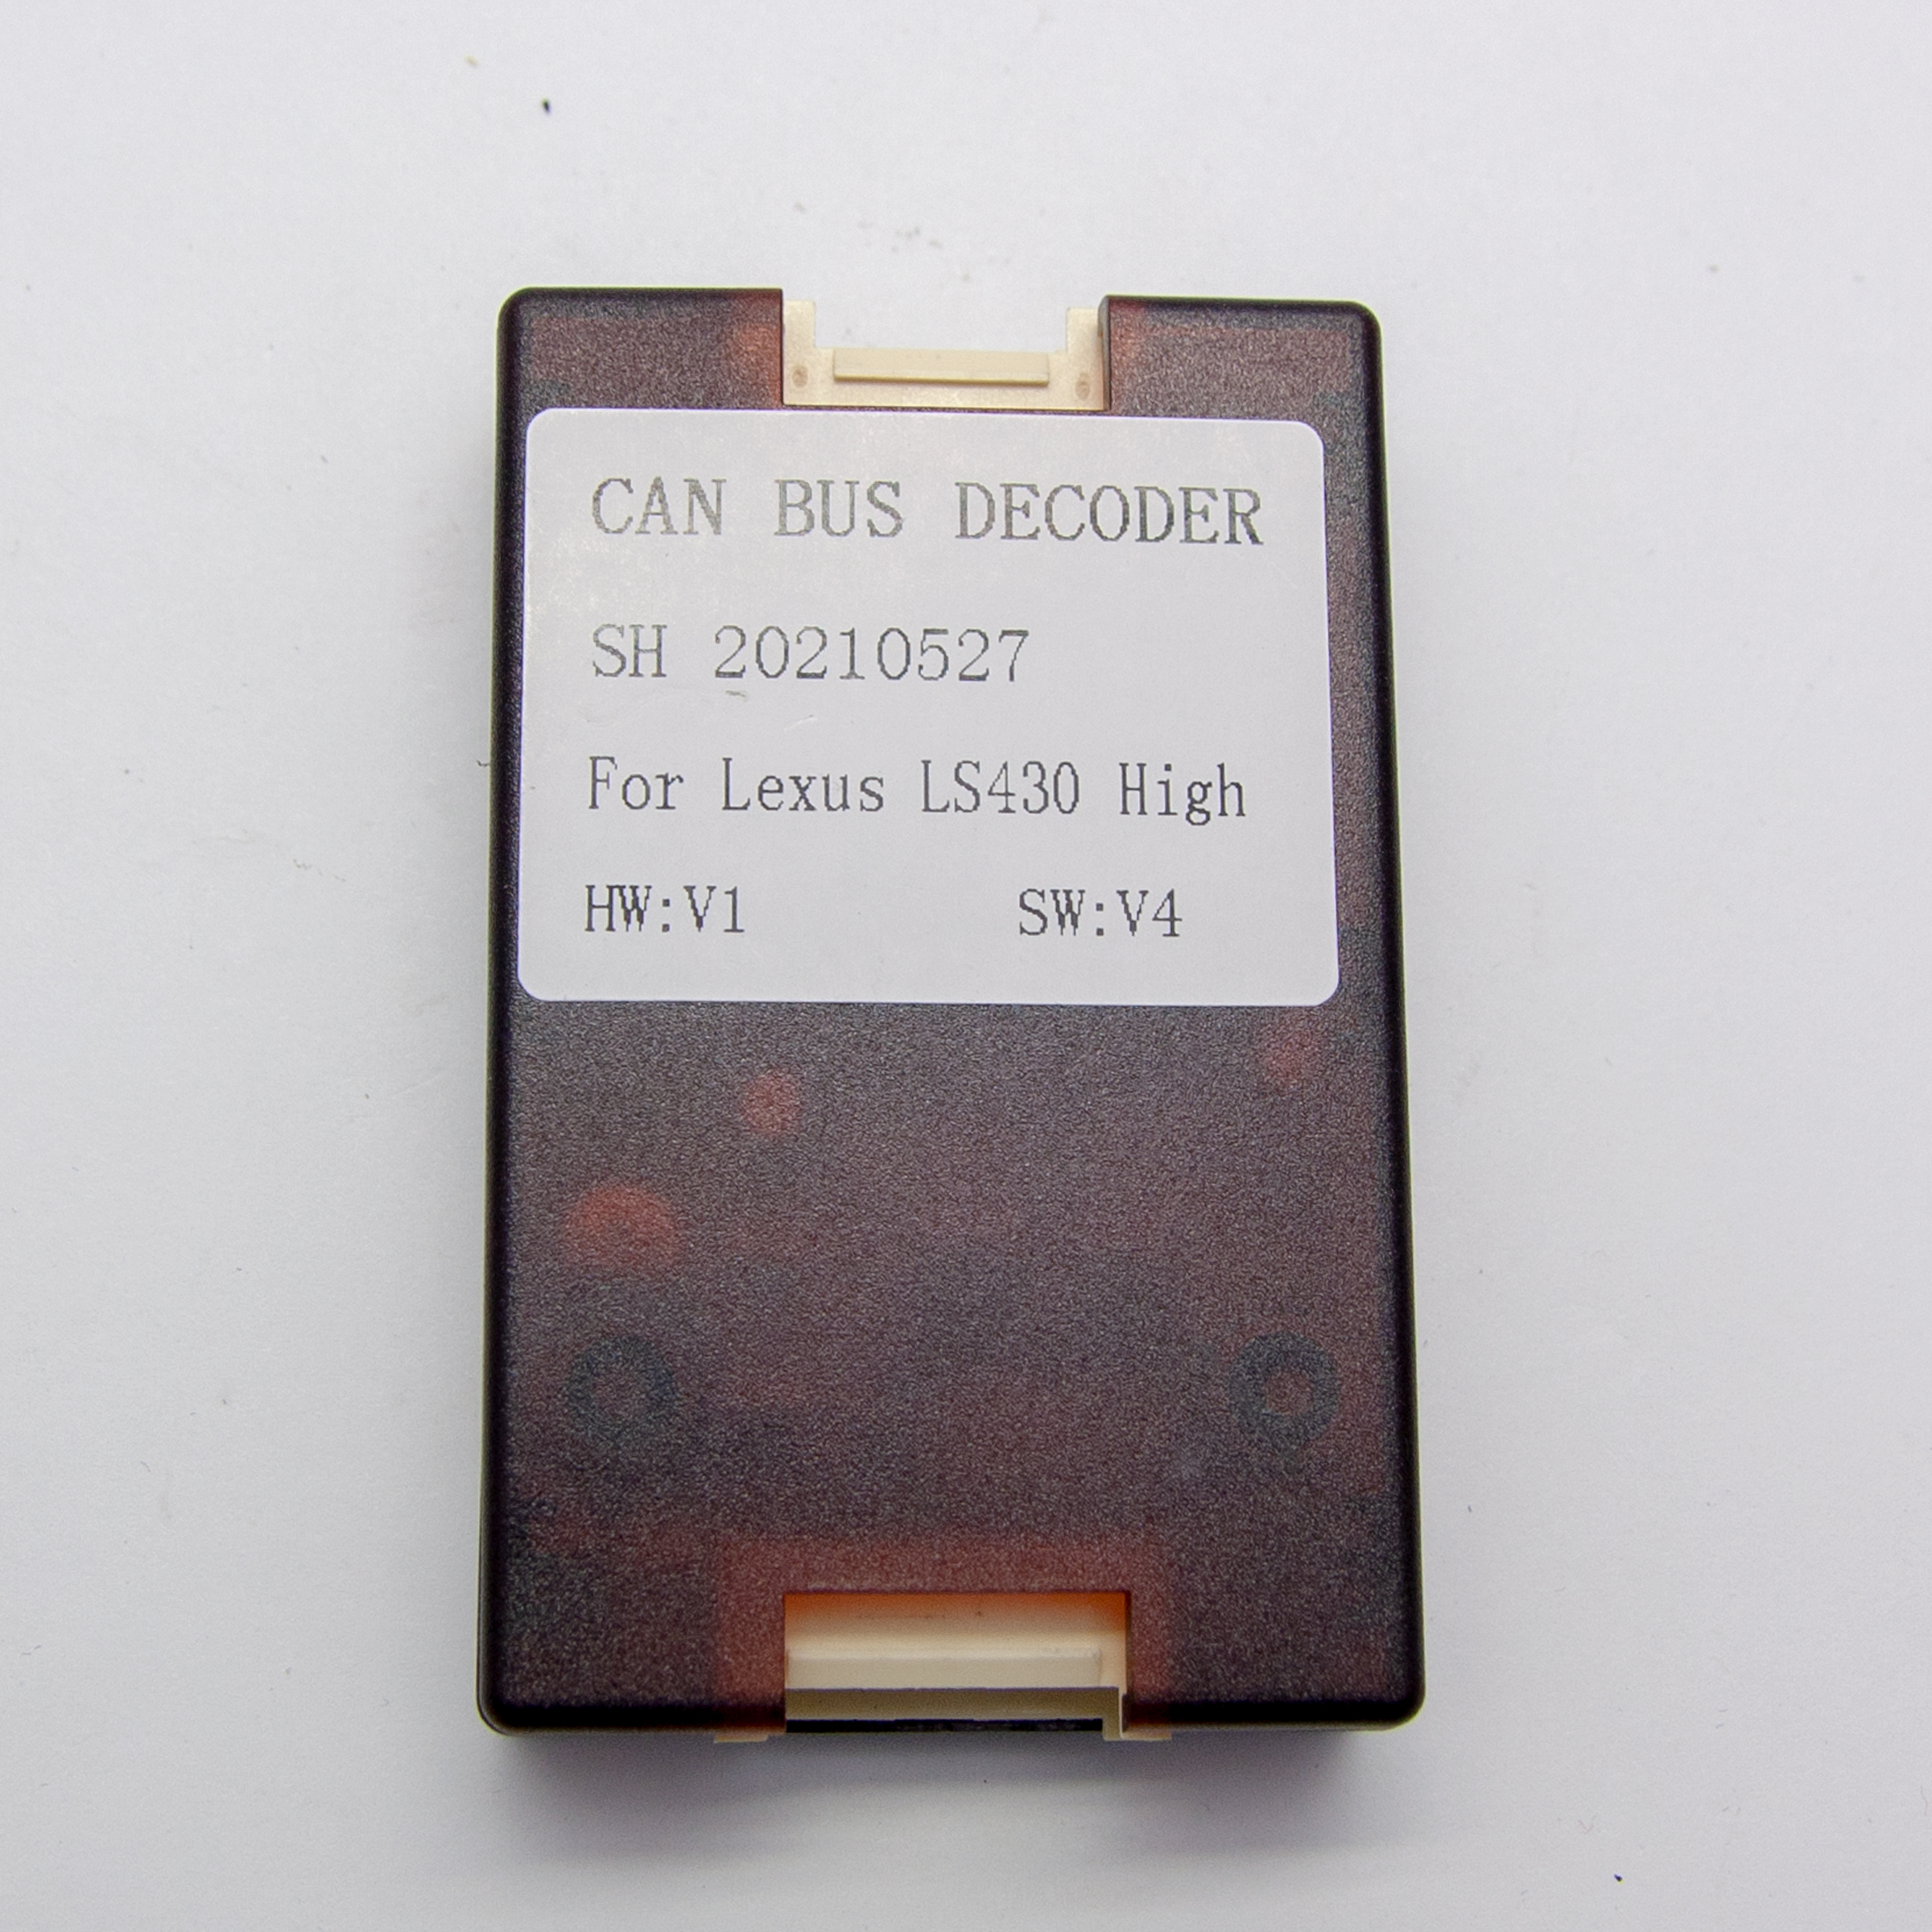 CAN BUS DECODER
SH 20210527
For Lexus LS430 High
HW:V1 SW:V4